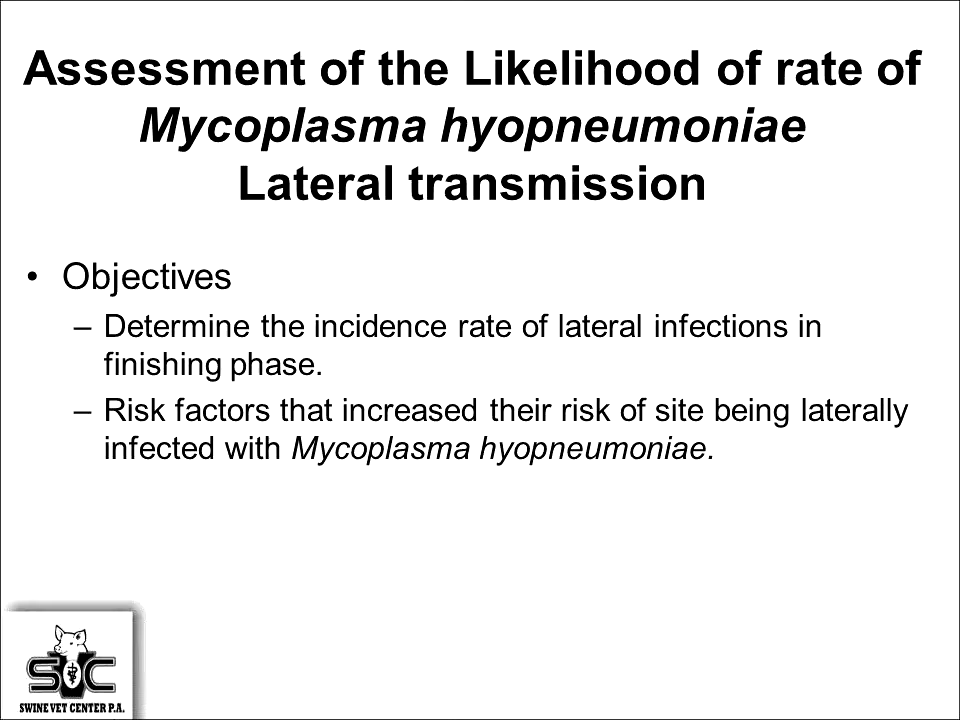 Assessment of the Likelihood of rate of
Mycoplasma hyopneumoniae
Lateral transmission
• Objectives
– Determine the incidence rate of lateral infections in
finishing phase.
– Risk factors that increased their risk of site being laterally
infected with Mycoplasma hyopneumoniae.
SVC
SWINE VET CENTER P.A.